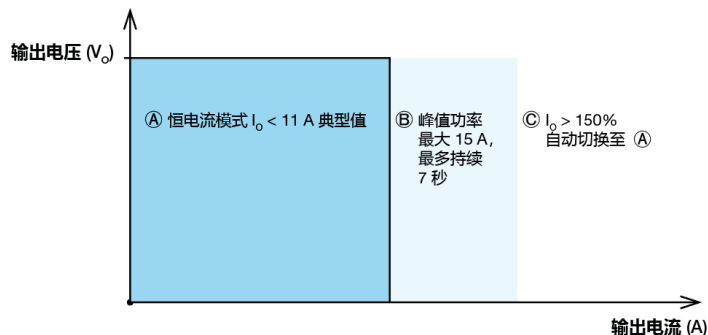 输出电压 (VO)
Ⓐ 恒电流模式 IO < 11 A 典型值
Ⓑ 峰值功率
最大 15 A,
最多持续
7 秒
Ⓒ IO > 150%
自动切换至 Ⓐ
输出电流 (A)